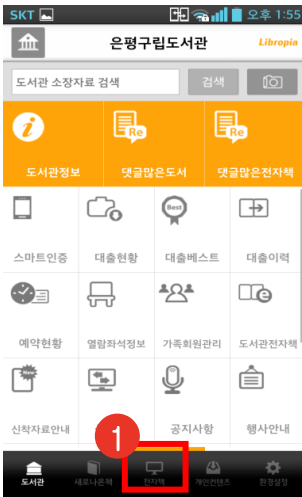 SKT 오후 1:55
은평구립도서관 Libropia
도서관 소장자료 검색 검색
i Re Re
도서관정보 댓글많은도서 댓글많은전자책
Best
스마트인증 대출현황 대출베스트 대출이력
e
예약현황 열람좌석정보 가족회원관리 도서관전자책
New
신착자료안내 공지사항 행사안내
1
도서관 새로나온책 전자책 개인컨텐츠 환경설정